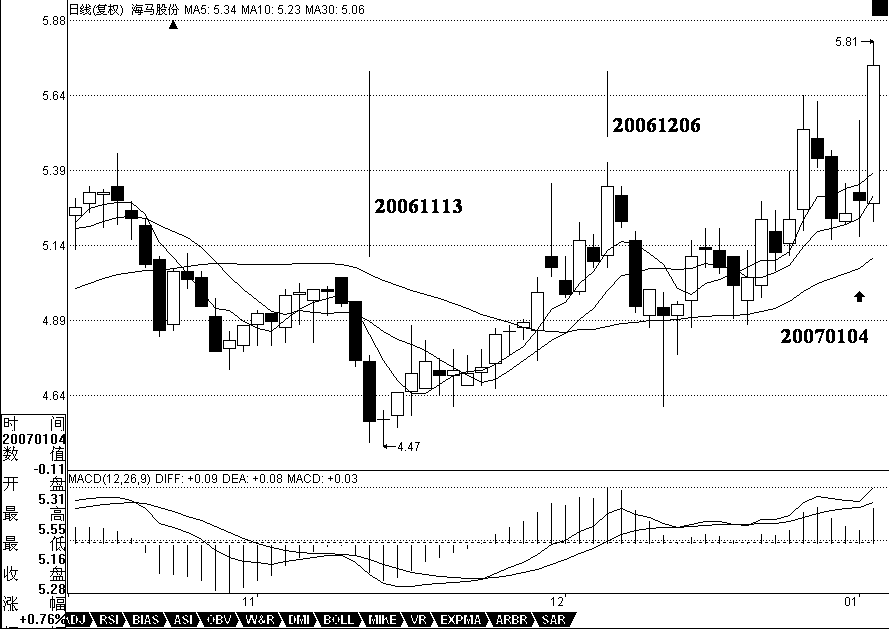 日线(复权) 海马股份 MA5: 5.34 MA10: 5.23 MA30: 5.06
5.88
5.81
5.64
20061206
5.39
20061113
5.14
4.89
20070104
4.64
4.47
时间
20070104
数值
-0.11
开盘
5.31
最高
5.55
最低
5.16
收盘
5.28
涨幅
+0.76%
MACD(12,26,9) DIFF: +0.09 DEA: +0.08 MACD: +0.03
11 12 01
RSI BIAS ASI OBV W&R DMI BOLL MIKE VR EXPMA ARBR SAR